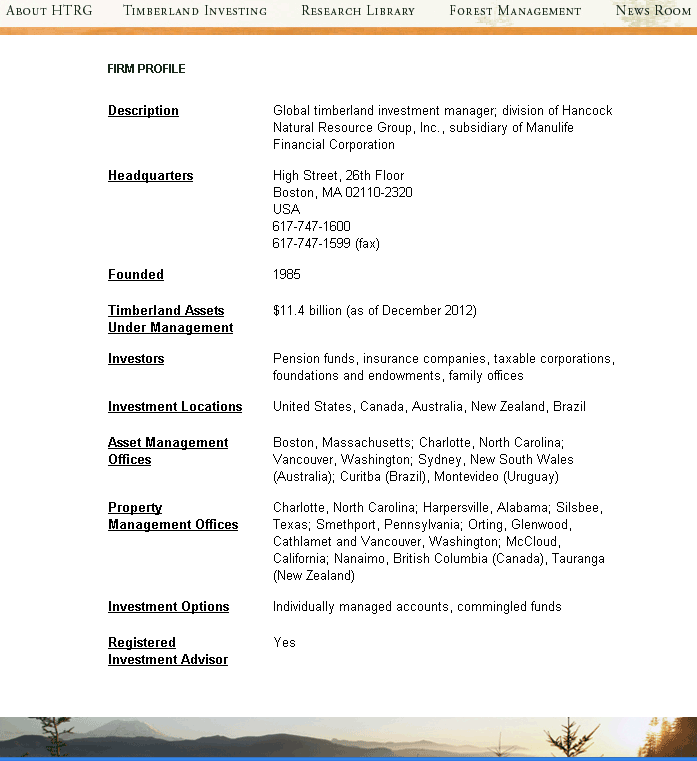 About HTRG Timberland Investing Research Library Forest Management News Room
FIRM PROFILE
Description Global timberland investment manager; division of Hancock
Natural Resource Group, Inc., subsidiary of Manulife
Financial Corporation
Headquarters High Street, 26th Floor
Boston, MA 02110-2320
USA
617-747-1600
617-747-1599 (fax)
Founded 1985
Timberland Assets $11.4 billion (as of December 2012)
Under Management
Investors Pension funds, insurance companies, taxable corporations,
foundations and endowments, family offices
Investment Locations United States, Canada, Australia, New Zealand, Brazil
Asset Management Boston, Massachusetts; Charlotte, North Carolina;
Offices Vancouver, Washington; Sydney, New South Wales
(Australia); Curitba (Brazil), Montevideo (Uruguay)
Property Charlotte, North Carolina; Harpersville, Alabama; Silsbee,
Management Offices Texas; Smethport, Pennsylvania; Orting, Glenwood,
Cathlamet and Vancouver, Washington; McCloud,
California; Nanaimo, British Columbia (Canada), Tauranga
(New Zealand)
Investment Options Individually managed accounts, commingled funds
Registered Yes
Investment Advisor